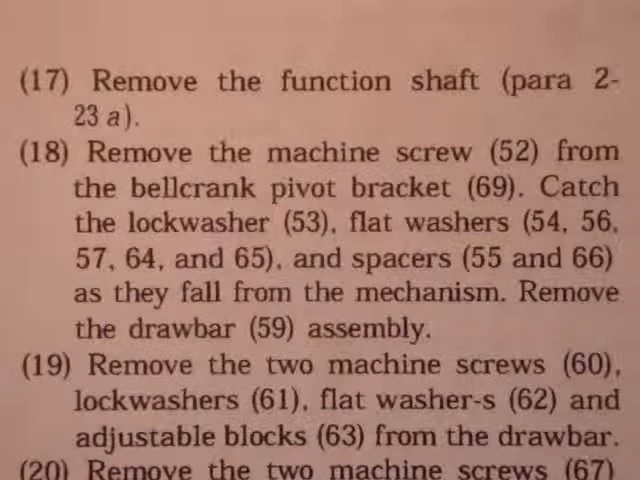 (17) Remove the function shaft (para 2-
23 a).
(18) Remove the machine screw (52) from
the bellcrank pivot bracket (69). Catch
the lockwasher (53), flat washers (54, 56,
57, 64, and 65), and spacers (55 and 66)
as they fall from the mechanism. Remove
the drawbar (59) assembly.
(19) Remove the two machine screws (60),
lockwashers (61), flat washer-s (62) and
adjustable blocks (63) from the drawbar.
(20) Remove the two machine screws (67)